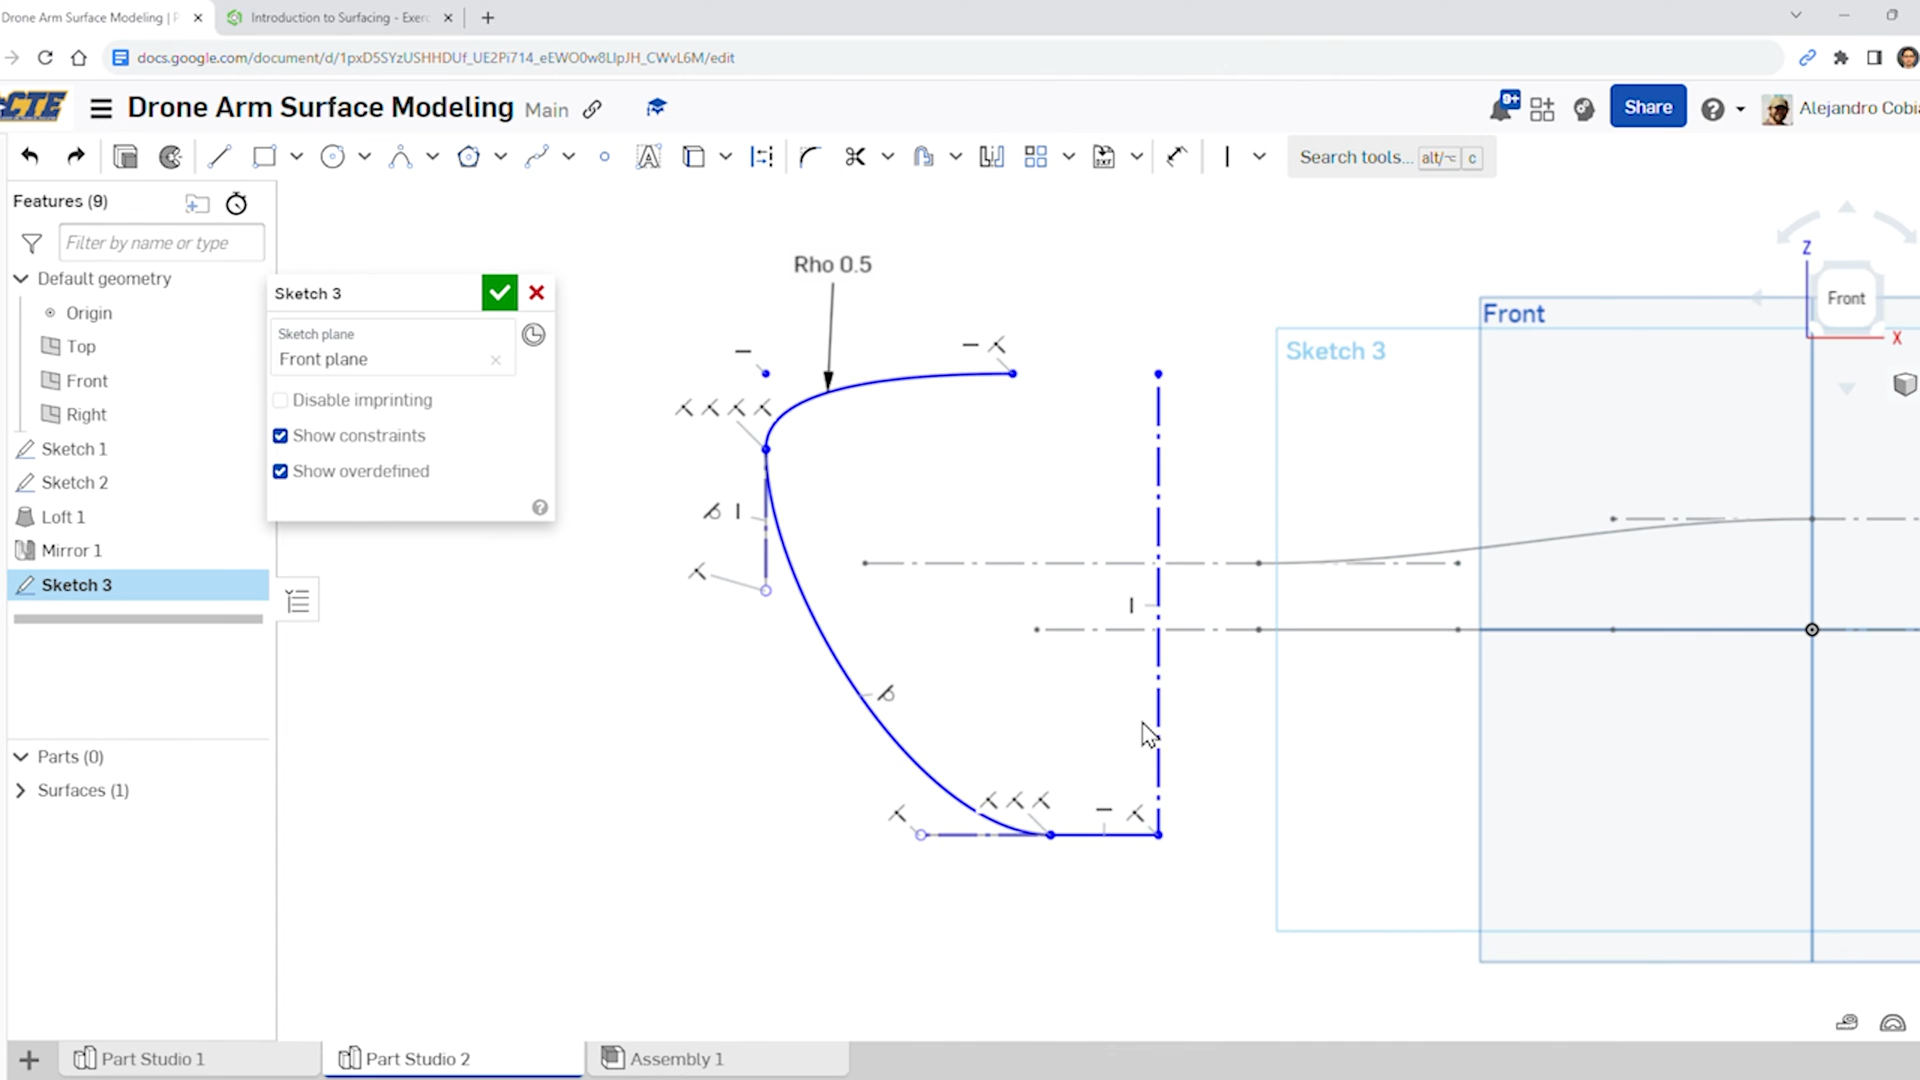 Drone Arm Surface Modeling | P
Introduction to Surfacing - Exerc
docs.google.com/document/d/1pxD5SYzUSHHDUf_UE2Pi714_eEWO0w8LlpJH_CWvL6M/edit
CTE
Drone Arm Surface Modeling Main
9+
Share
Alejandro Cobi
Search tools... alt/⌥ c
Features (9)
Filter by name or type
Default geometry
Origin
Top
Front
Right
Sketch 1
Sketch 2
Loft 1
Mirror 1
Sketch 3
Parts (0)
Surfaces (1)
Sketch 3
Sketch plane
Front plane
Disable imprinting
Show constraints
Show overdefined
Rho 0.5
Sketch 3
Front
Z
Front
X
Part Studio 1
Part Studio 2
Assembly 1